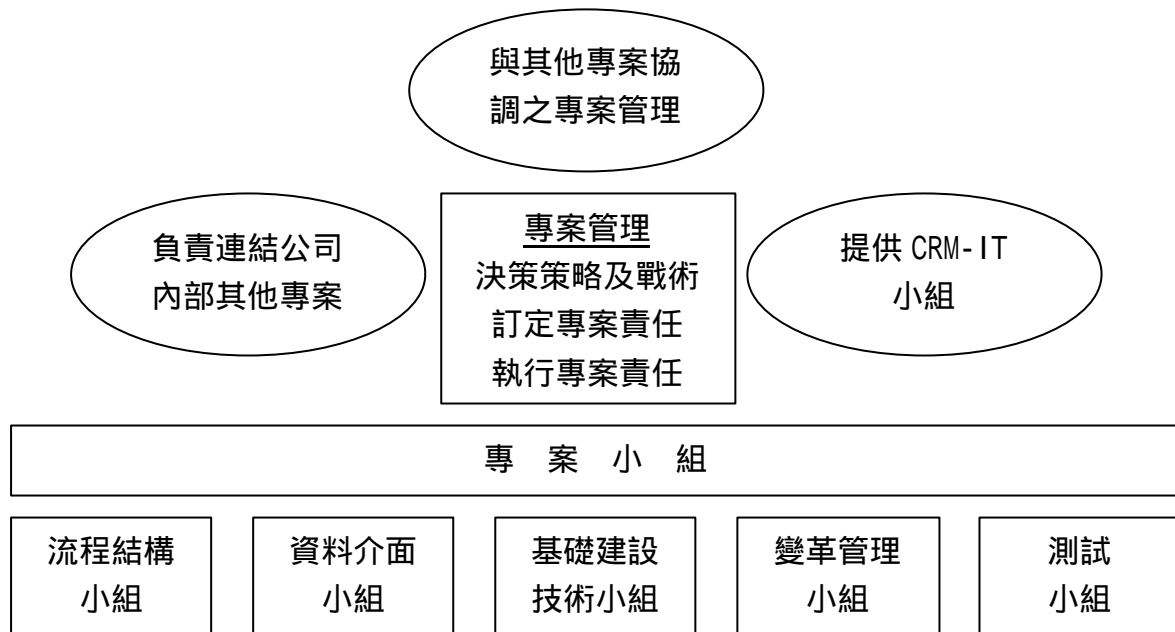 與其他專案協
調之專案管理
負責連結公司
內部其他專案
專案管理
決策策略及戰術
訂定專案責任
執行專案責任
提供 CRM-IT
小組
專 案 小 組
流程結構
小組
資料介面
小組
基礎建設
技術小組
變革管理
小組
測試
小組